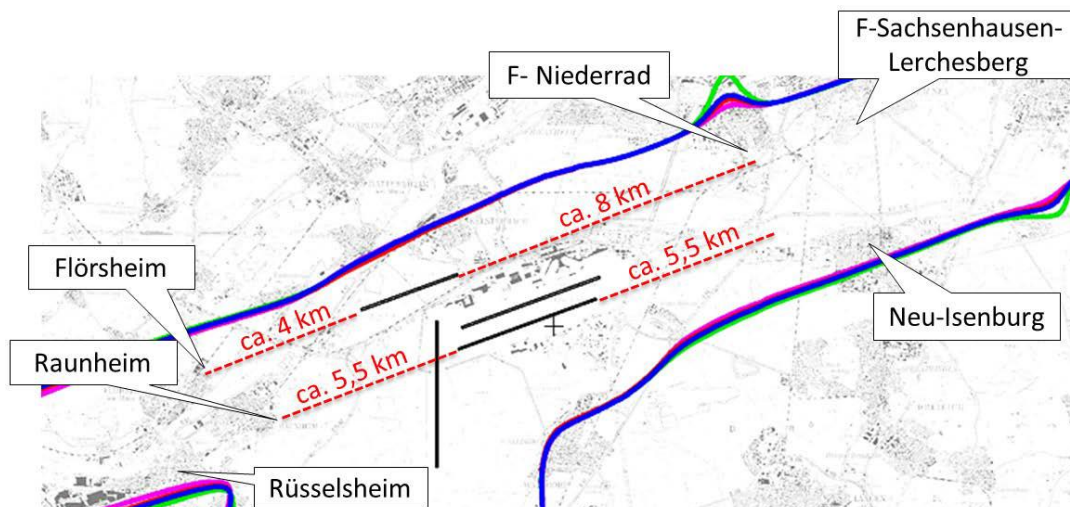 F-Sachsenhausen-
Lerchesberg
F- Niederrad
ca. 8 km
Flörsheim
ca. 5,5 km
ca. 4 km
Neu-Isenburg
Raunheim
ca. 5,5 km
Rüsselsheim